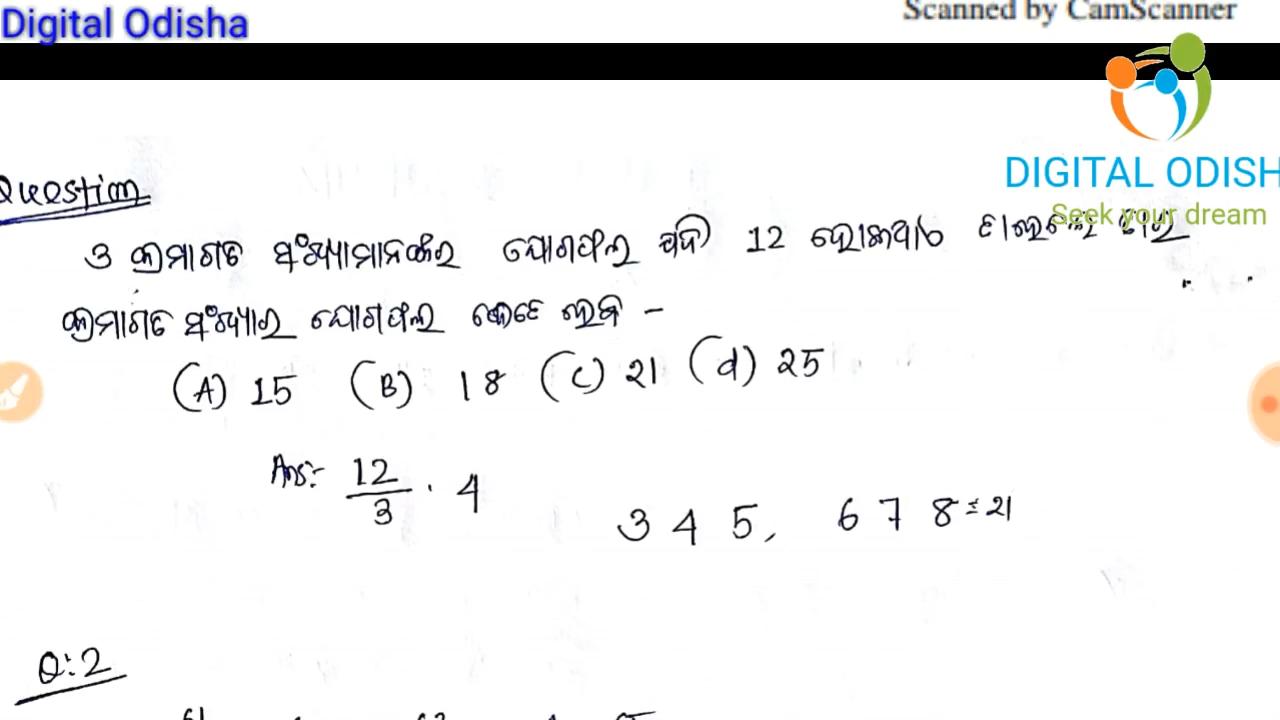 Digital Odisha
Scanned by CamScanner
DIGITAL ODISH
Seek your dream
Question
3 କ୍ରମାଗତ ସଂଖ୍ୟାମାନଙ୍କର ଯୋଗଫଳ ଯଦି 12 ହୋଇଥାଏ
କ୍ରମାଗତ ସଂଖ୍ୟାର ଯୋଗଫଳ କେତେ ହେବ –
(A) 15 (B) 18 (C) 21 (d) 25
Ans:- 12/3 · 4
3 4 5, 6 7 8 = 21
Q:2